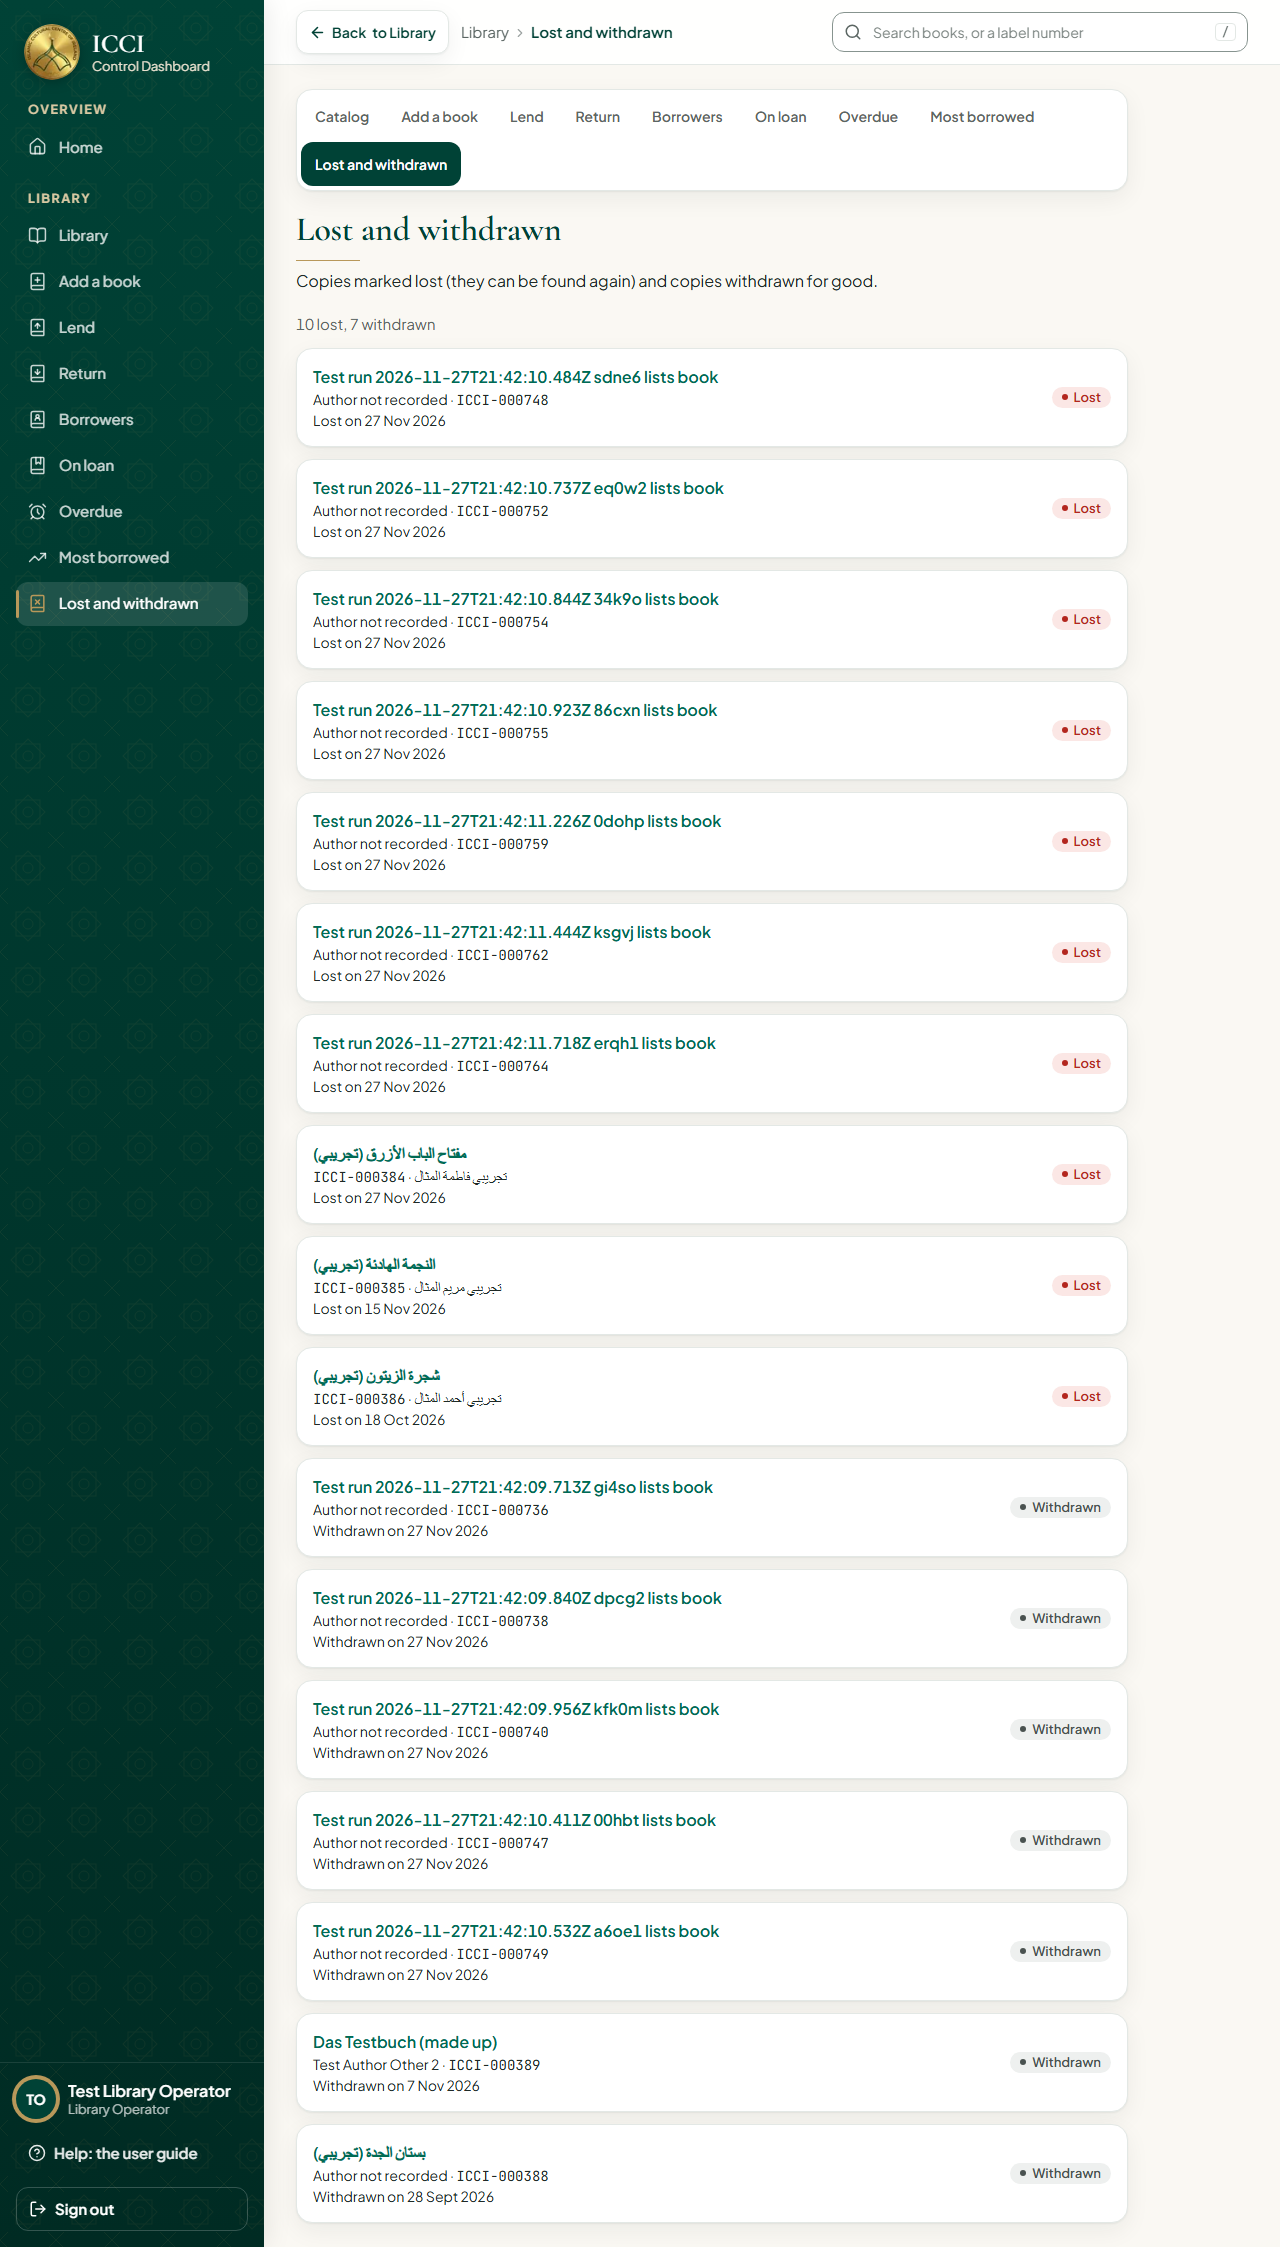 ICCI
Control Dashboard
OVERVIEW
Home
LIBRARY
Library
Add a book
Lend
Return
Borrowers
On loan
Overdue
Most borrowed
Lost and withdrawn
TO
Test Library Operator
Library Operator
Help: the user guide
Sign out
Back to Library
Library > Lost and withdrawn
Search books, or a label number /
Catalog Add a book Lend Return Borrowers On loan Overdue Most borrowed
Lost and withdrawn
Lost and withdrawn
Copies marked lost (they can be found again) and copies withdrawn for good.
10 lost, 7 withdrawn
Test run 2026-11-27T21:42:10.484Z sdne6 lists book
Author not recorded · ICCI-000748
Lost on 27 Nov 2026
Lost
Test run 2026-11-27T21:42:10.737Z eq0w2 lists book
Author not recorded · ICCI-000752
Lost on 27 Nov 2026
Lost
Test run 2026-11-27T21:42:10.844Z 34k9o lists book
Author not recorded · ICCI-000754
Lost on 27 Nov 2026
Lost
Test run 2026-11-27T21:42:10.923Z 86cxn lists book
Author not recorded · ICCI-000755
Lost on 27 Nov 2026
Lost
Test run 2026-11-27T21:42:11.226Z 0dohp lists book
Author not recorded · ICCI-000759
Lost on 27 Nov 2026
Lost
Test run 2026-11-27T21:42:11.444Z ksgvj lists book
Author not recorded · ICCI-000762
Lost on 27 Nov 2026
Lost
Test run 2026-11-27T21:42:11.718Z erqh1 lists book
Author not recorded · ICCI-000764
Lost on 27 Nov 2026
Lost
مفتاح الباب الأزرق (تجريبي)
تجريبي فاطمة المثال · ICCI-000384
Lost on 27 Nov 2026
Lost
النجمة الهادئة (تجريبي)
تجريبي مريم المثال · ICCI-000385
Lost on 15 Nov 2026
Lost
شجرة الزيتون (تجريبي)
تجريبي أحمد المثال · ICCI-000386
Lost on 18 Oct 2026
Lost
Test run 2026-11-27T21:42:09.713Z gi4so lists book
Author not recorded · ICCI-000736
Withdrawn on 27 Nov 2026
Withdrawn
Test run 2026-11-27T21:42:09.840Z dpcg2 lists book
Author not recorded · ICCI-000738
Withdrawn on 27 Nov 2026
Withdrawn
Test run 2026-11-27T21:42:09.956Z kfk0m lists book
Author not recorded · ICCI-000740
Withdrawn on 27 Nov 2026
Withdrawn
Test run 2026-11-27T21:42:10.411Z 00hbt lists book
Author not recorded · ICCI-000747
Withdrawn on 27 Nov 2026
Withdrawn
Test run 2026-11-27T21:42:10.532Z a6oe1 lists book
Author not recorded · ICCI-000749
Withdrawn on 27 Nov 2026
Withdrawn
Das Testbuch (made up)
Test Author Other 2 · ICCI-000389
Withdrawn on 7 Nov 2026
Withdrawn
بستان الجدة (تجريبي)
Author not recorded · ICCI-000388
Withdrawn on 28 Sept 2026
Withdrawn